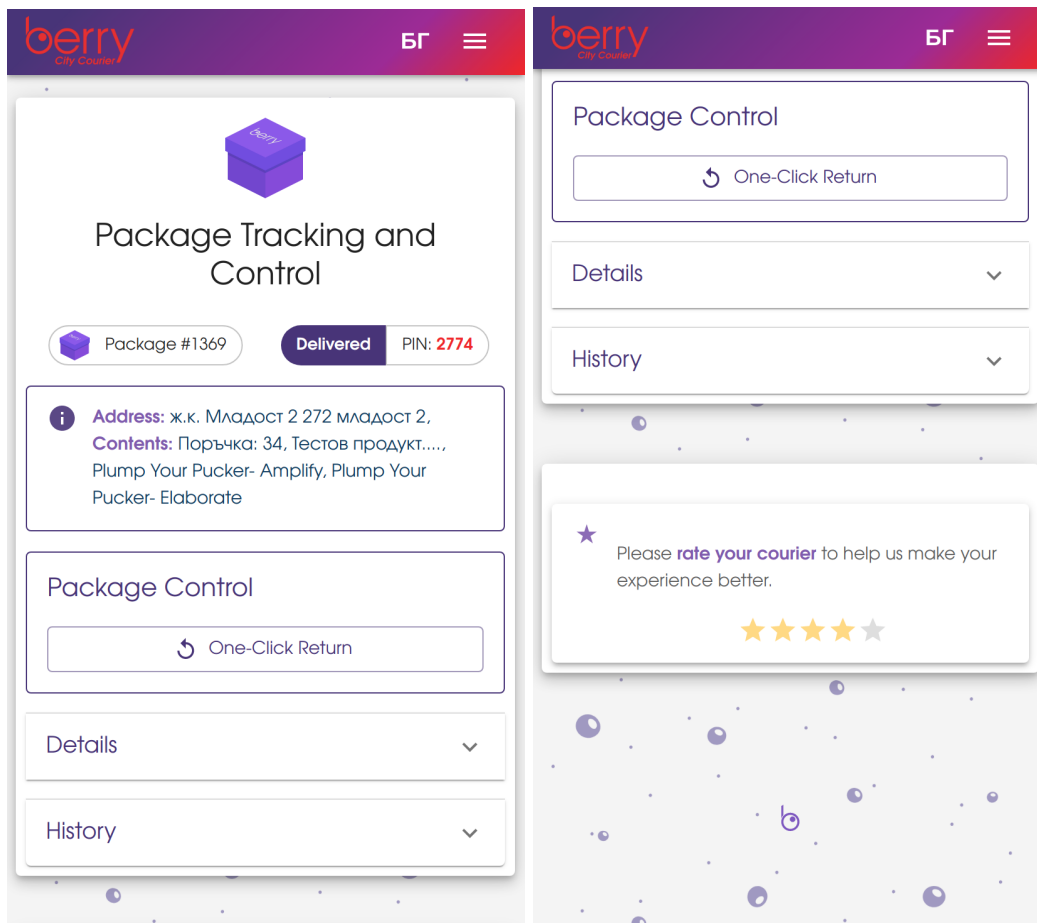 berry
City Courier
БГ
berry
Package Tracking and
Control
Package #1369
Delivered
PIN: 2774
Address: ж.к. Младост 2 272 младост 2,
Contents: Поръчка: 34, Тестов продукт....,
Plump Your Pucker- Amplify, Plump Your
Pucker- Elaborate
Package Control
One-Click Return
Details
History
berry
City Courier
БГ
Package Control
One-Click Return
Details
History
Please rate your courier to help us make your
experience better.